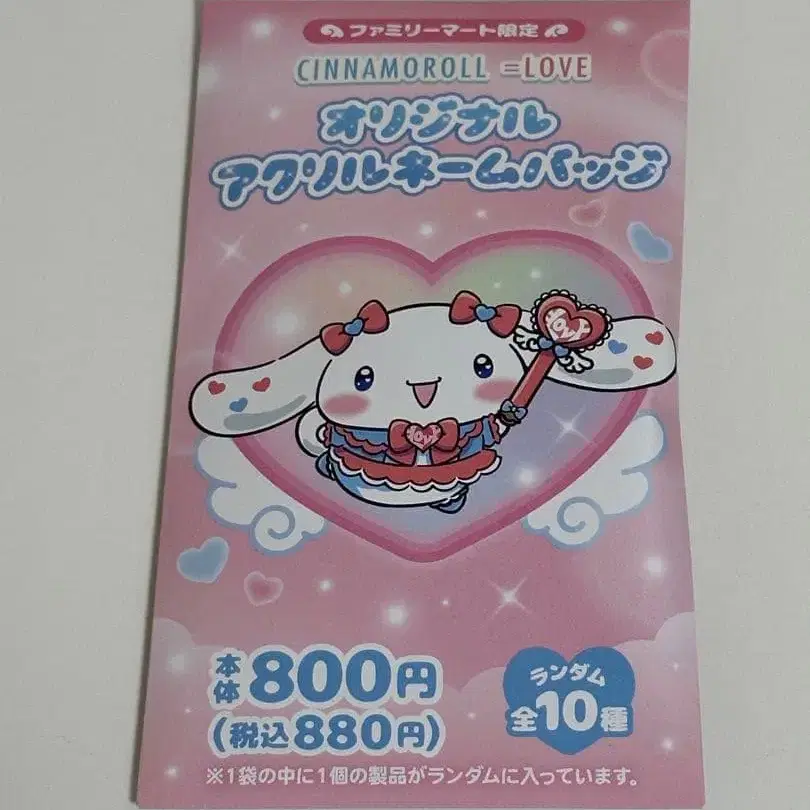 ファミリーマート限定
CINNAMOROLL =LOVE
オリジナル
アクリルネームバッジ
LOVE
LOVE
本体800円
(税込880円)
ランダム
全10種
※1袋の中に1個の製品がランダムに入っています。